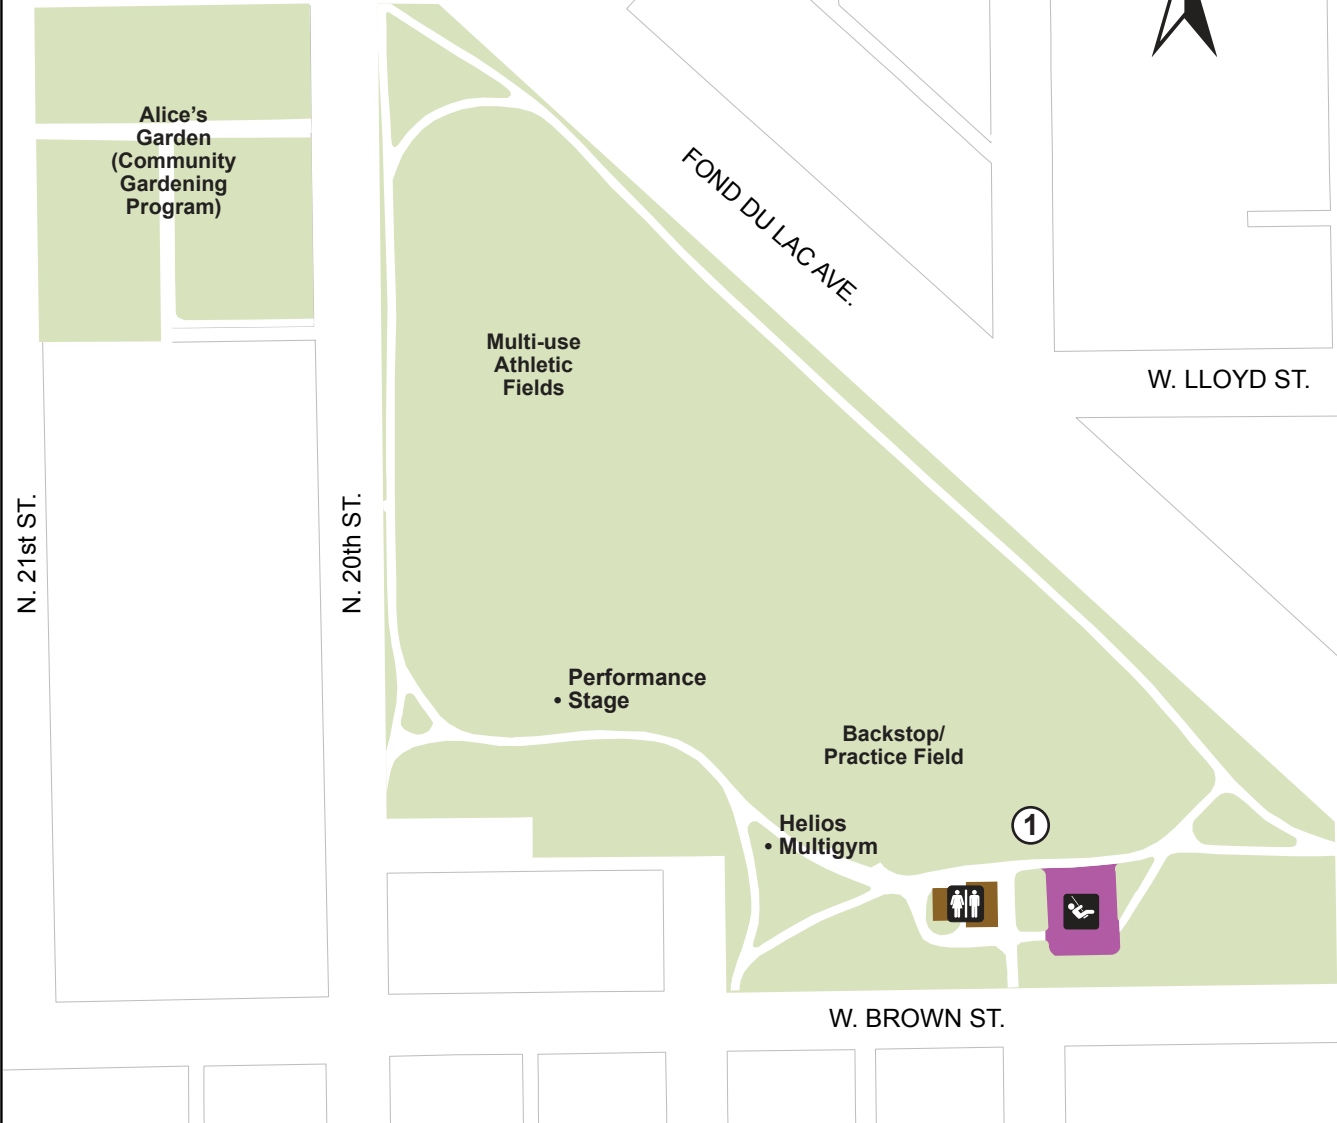 Alice’s
Garden
(Community
Gardening
Program)
FOND DU LAC AVE.
Multi-use
Athletic
Fields
W. LLOYD ST.
N. 21st ST.
N. 20th ST.
Performance
• Stage
Backstop/
Practice Field
Helios
• Multigym
1
W. BROWN ST.